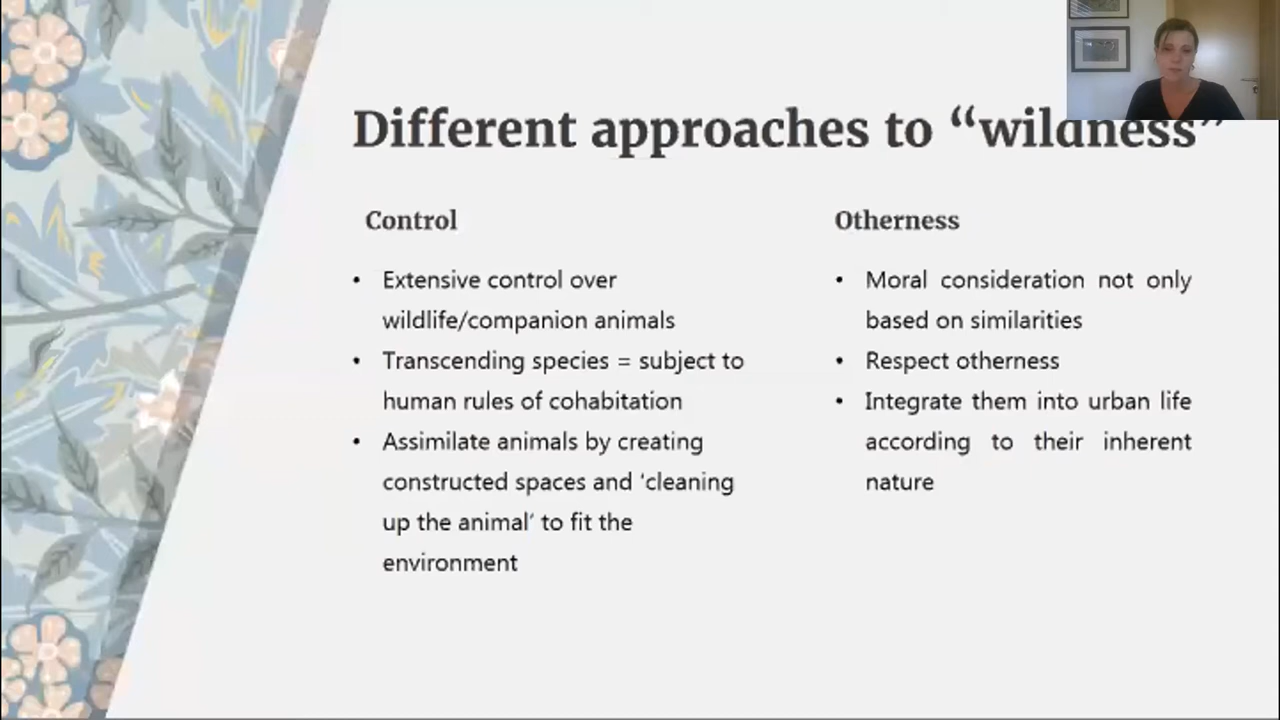 Different approaches to “wildness”
Control
• Extensive control over
wildlife/companion animals
• Transcending species = subject to
human rules of cohabitation
• Assimilate animals by creating
constructed spaces and ‘cleaning
up the animal’ to fit the
environment
Otherness
• Moral consideration not only
based on similarities
• Respect otherness
• Integrate them into urban life
according to their inherent
nature